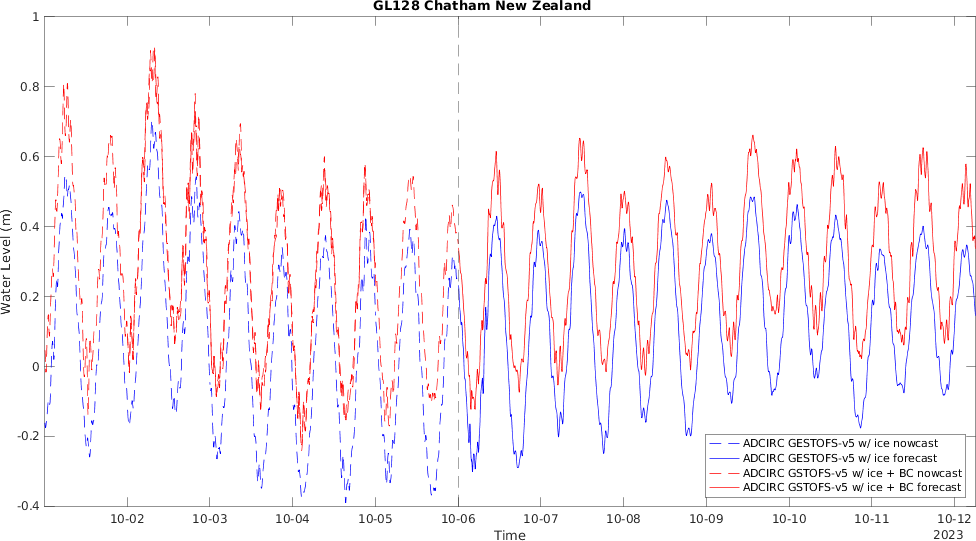 GL128 Chatham New Zealand
1
0.8
0.6
0.4
0.2
0
-0.2
-0.4
Water Level (m)
ADCIRC GESTOFS-v5 w/ ice nowcast
ADCIRC GESTOFS-v5 w/ ice forecast
ADCIRC GSTOFS-v5 w/ice + BC nowcast
ADCIRC GSTOFS-v5 w/ice + BC forecast
10-02 10-03 10-04 10-05 10-06 10-07 10-08 10-09 10-10 10-11 10-12
Time
2023